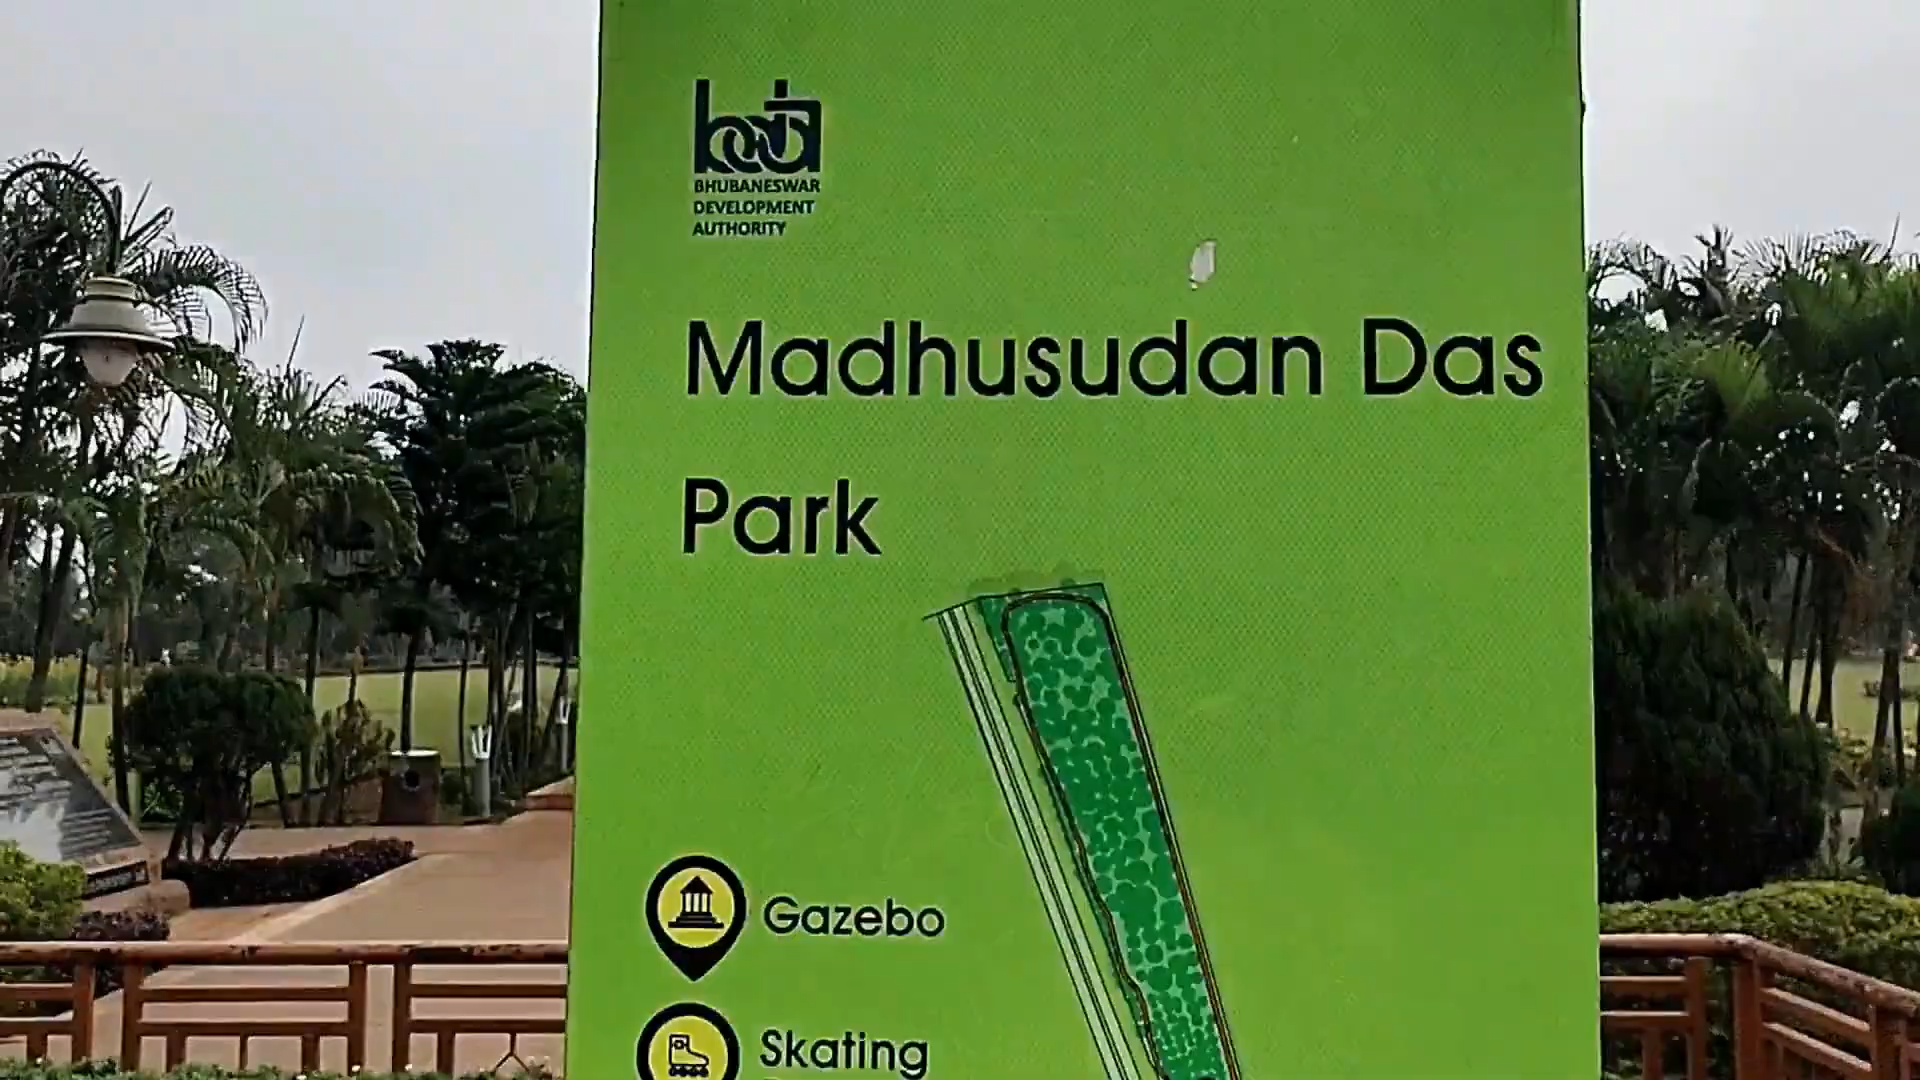 bda
BHUBANESWAR
DEVELOPMENT
AUTHORITY
Madhusudan Das
Park
Gazebo
Skating